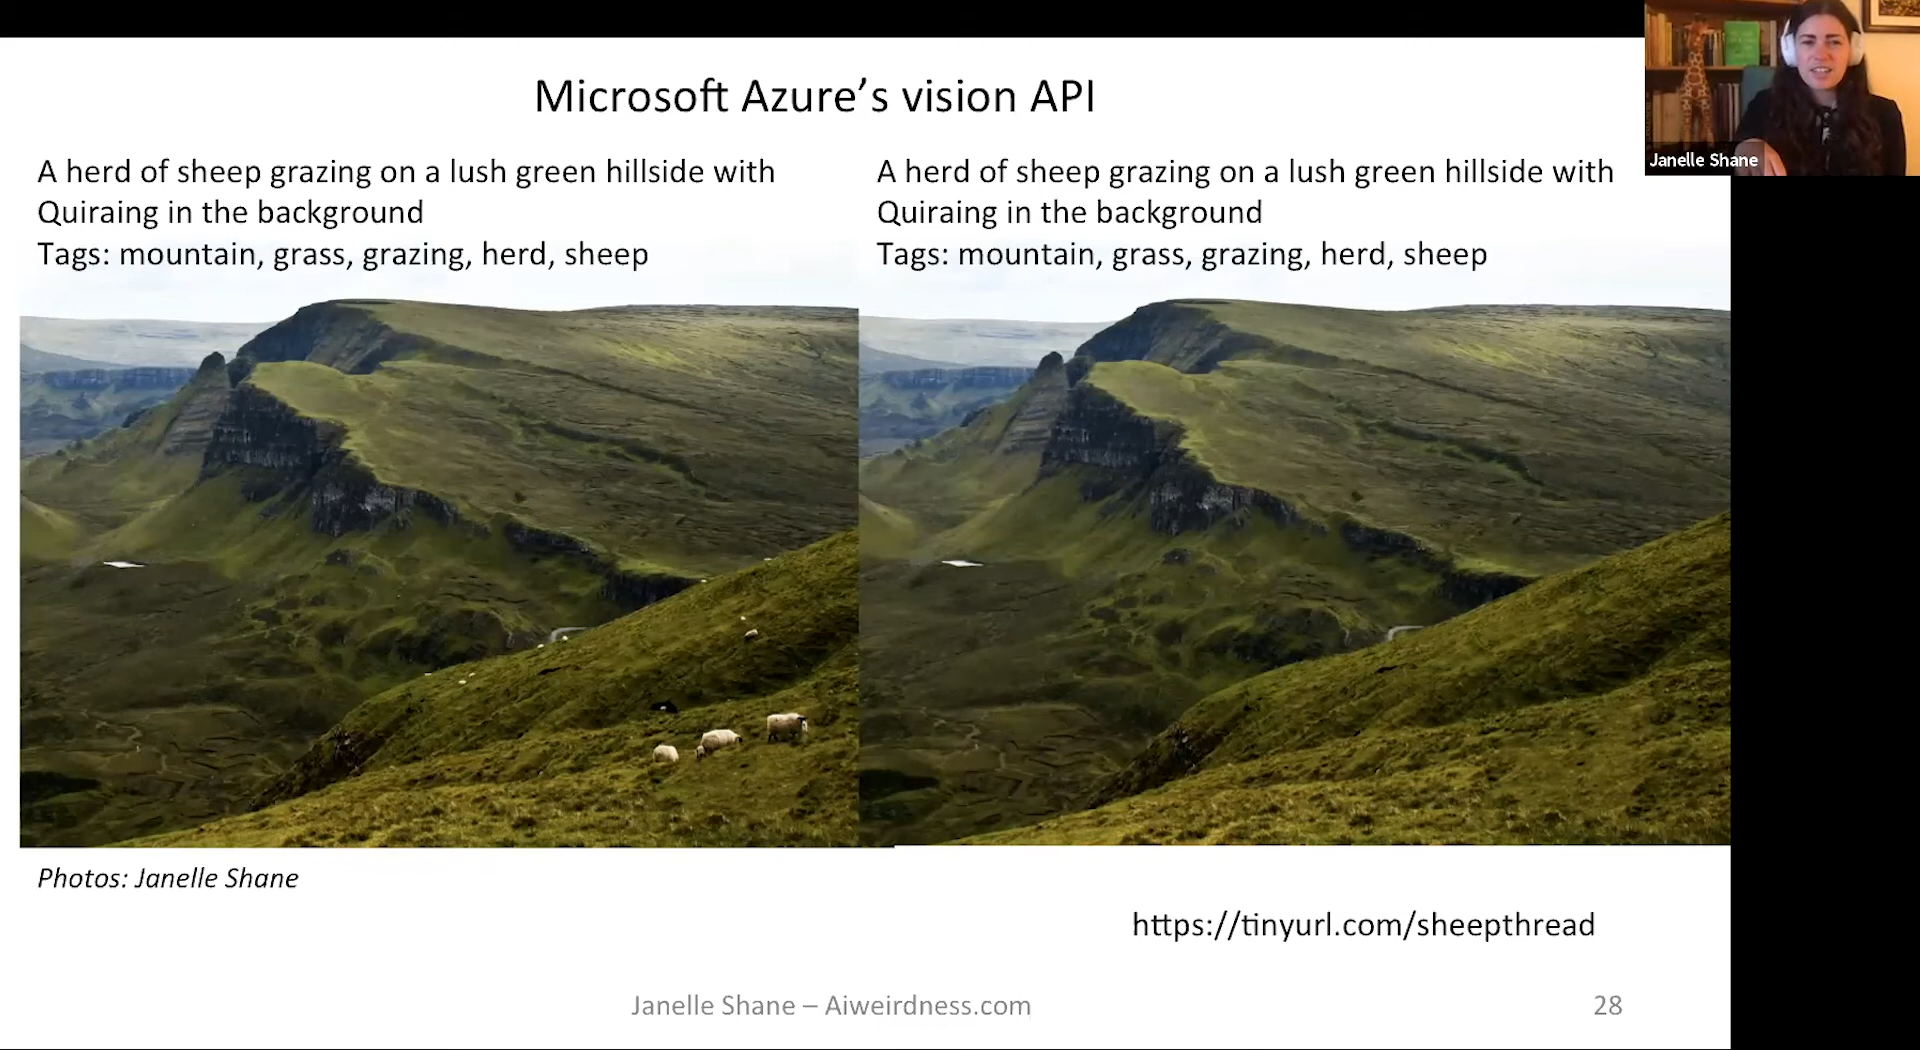 Microsoft Azure’s vision API
A herd of sheep grazing on a lush green hillside with
Quiraing in the background
Tags: mountain, grass, grazing, herd, sheep
A herd of sheep grazing on a lush green hillside with
Quiraing in the background
Tags: mountain, grass, grazing, herd, sheep
Janelle Shane
Photos: Janelle Shane
https://tinyurl.com/sheepthread
Janelle Shane – Aiweirdness.com
28